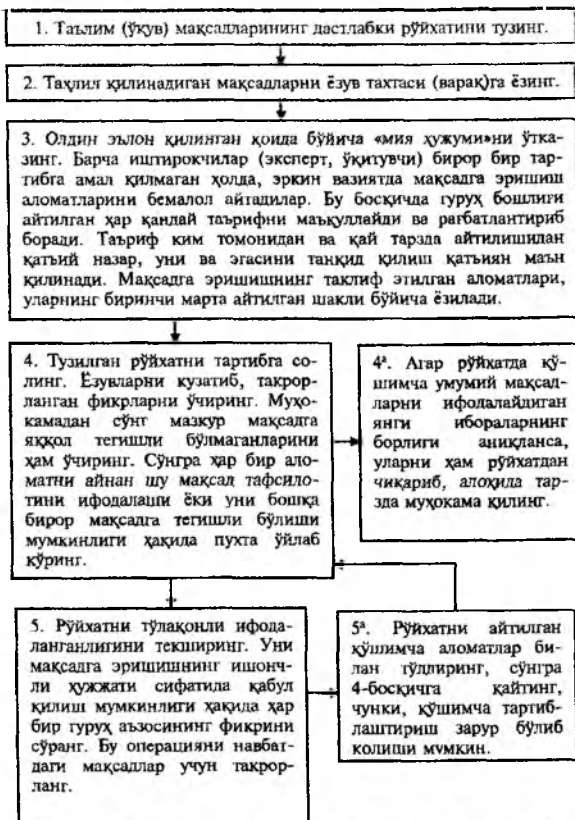 1. Таълим (ўқув) мақсадларининг дастлабки рўйхатини тузинг.
2. Таҳлил қилинадиган мақсадларни ёзув тахтаси (варақ)га ёзинг.
3. Олдин эълон қилинган қоида бўйича «мия ҳужуми»ни ўтка-
зинг. Барча иштирокчилар (эксперт, ўқитувчи) бирор бир тар-
тибга амал қилмаган ҳолда, эркин вазиятда мақсадга эришиш
аломатларини бемалол айтадилар. Бу босқичда гуруҳ бошлиғи
айтилган ҳар қандай таърифни маъқуллайди ва рағбатлантириб
боради. Таъриф ким томонидан ва қай тарзда айтилишидан
қатъий назар, уни ва эгасини танқид қилиш қатъиян маън
қилинади. Мақсадга эришишнинг таклиф этилган аломатлари,
уларнинг биринчи марта айтилган шакли бўйича ёзилади.
4. Тузилган рўйхатни тартибга со-
линг. Ёзувларни кузатиб, такрор-
ланган фикрларни ўчиринг. Муҳо-
камадан сўнг мазкур мақсадга
яққол тегишли бўлмаганларини
ҳам ўчиринг. Сўнгра ҳар бир ало-
матни айнан шу мақсад тафсило-
тини ифодалаши ёки уни бошқа
бирор мақсадга тегишли бўлиши
мумкинлиги ҳақида пухта ўйлаб
кўринг.
4ª. Агар рўйхатда қў-
шимча умумий мақсад-
ларни ифодалайдиган
янги ибораларнинг
борлиги аниқланса,
уларни ҳам рўйхатдан
чиқариб, алоҳида тар-
зда муҳокама қилинг.
5. Рўйхатни тўлақонли ифода-
ланганлигини текширинг. Уни
мақсадга эришишнинг ишонч-
ли ҳужжати сифатида қабул
қилиш мумкинлиги ҳақида ҳар
бир гуруҳ аъзосининг фикрини
сўранг. Бу операцияни навбат-
даги мақсадлар учун такрор-
ланг.
5ª. Рўйхатни айтилган
қўшимча аломатлар би-
лан тўлдиринг, сўнгра
4-босқичга қайтинг,
чунки, қўшимча тартиб-
лаштириш зарур бўлиб
колиши мумкин.